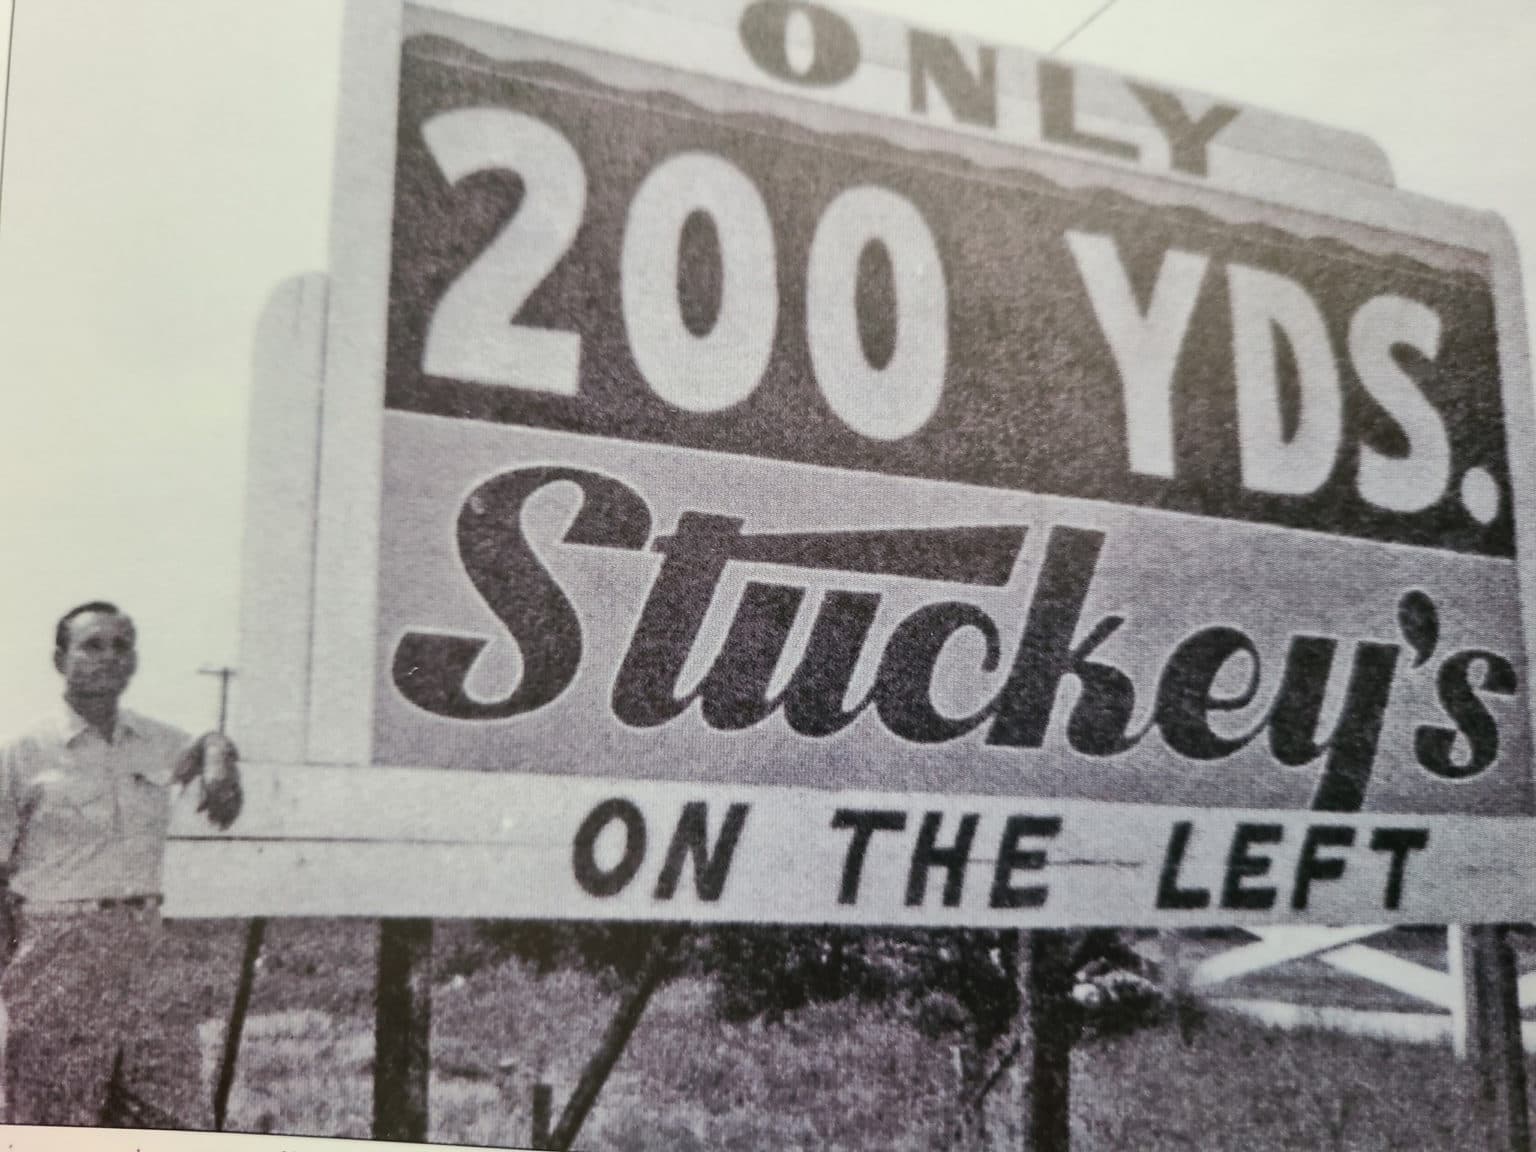 ONLY
200 YDS.
Stuckey's
ON THE LEFT